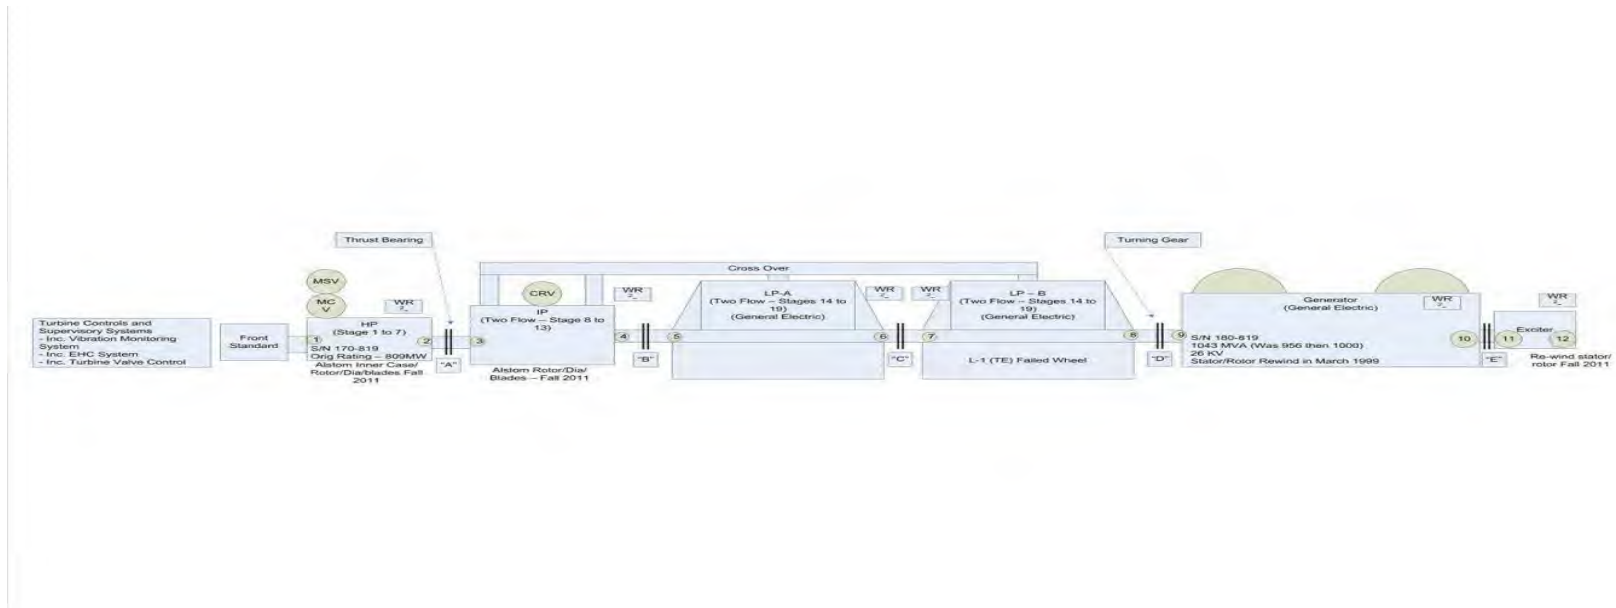 Thrust Bearing
Turning Gear
Cross Over
MSV
MC
V
WR
CRV
WR
LP-A
(Two Flow – Stages 14 to
19)
(General Electric)
WR
WR
LP – B
(Two Flow – Stages 14 to
19)
(General Electric)
Generator
(General Electric)
WR
WR
Turbine Controls and
Supervisory Systems
- Inc. Vibration Monitoring
System
- Inc. EHC System
- Inc. Turbine Valve Control
Front
Standard
HP
(Stage 1 to 7)
1
2
S/N 170-819
Orig Rating – 809MW
Alstom Inner Case/
Rotor/Dia/blades Fall
2011
"A"
IP
(Two Flow – Stage 8 to
13)
3
4
Alstom Rotor/Dia/
Blades – Fall 2011
"B"
5
6
"C"
7
8
L-1 (TE) Failed Wheel
"D"
9
S/N 180-819
1043 MVA (Was 956 then 1000)
26 KV
Stator/Rotor Rewind in March 1999
10
"E"
Exciter
11
12
Re-wind stator/
rotor Fall 2011